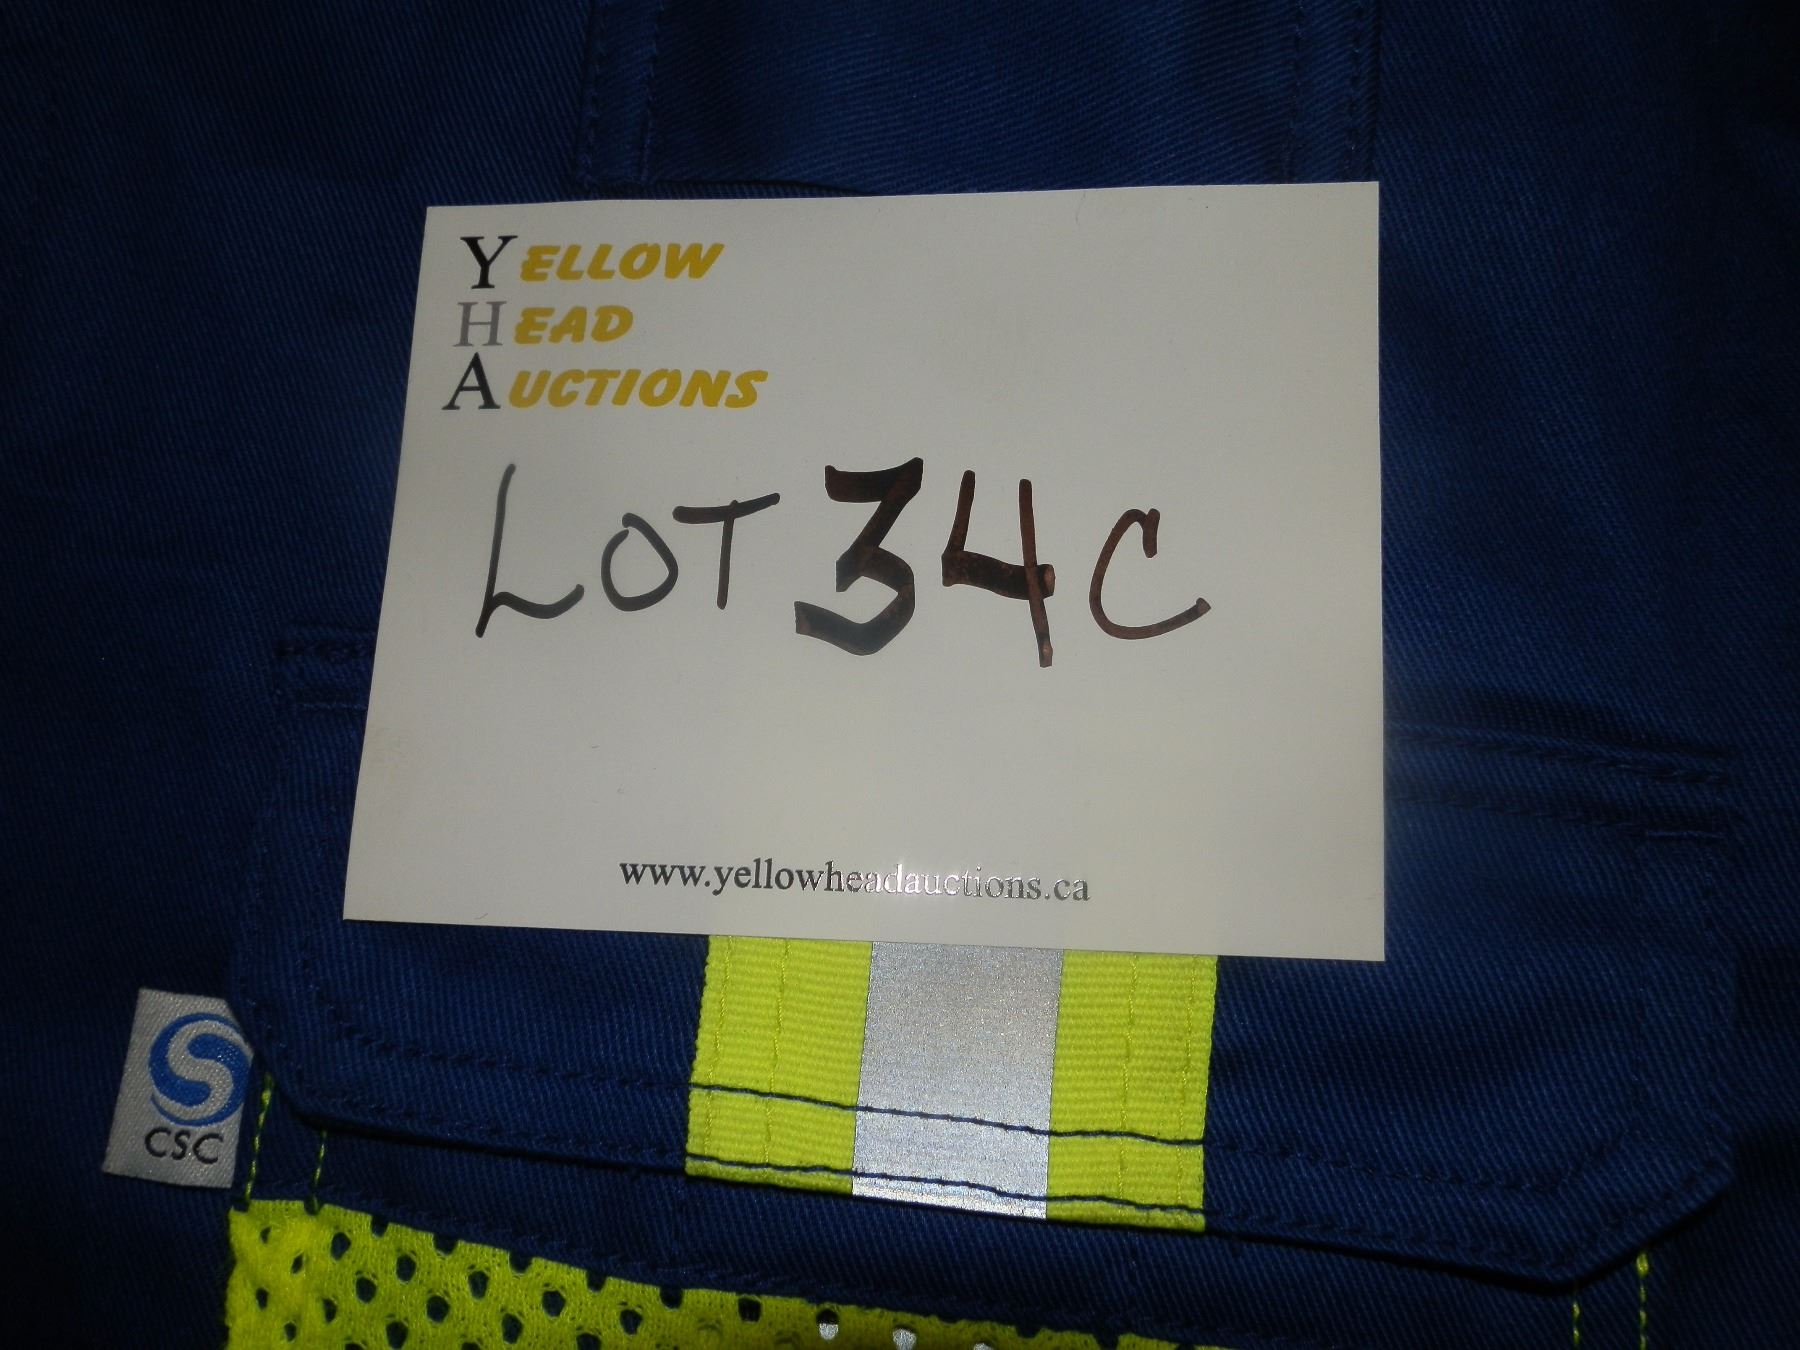 YELLOW
HEAD
AUCTIONS
LOT 34C
www.yellowheadauctions.ca
CSC